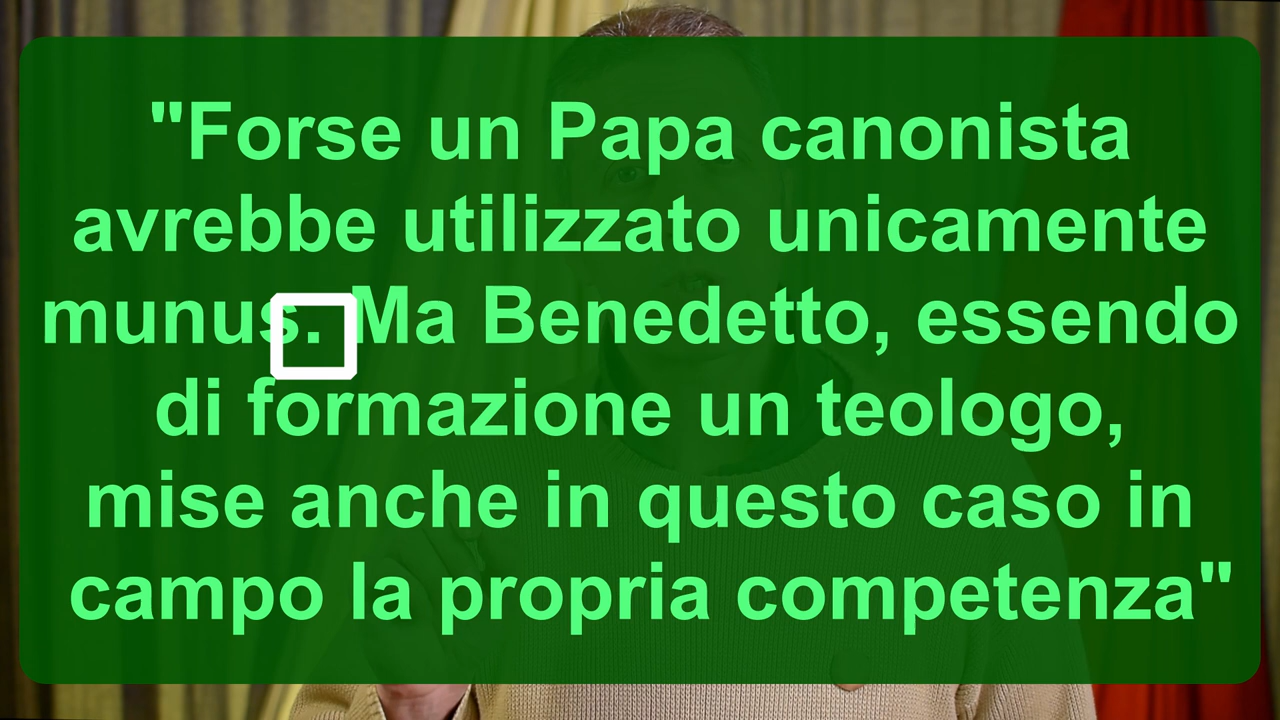 "Forse un Papa canonista
avrebbe utilizzato unicamente
munus. Ma Benedetto, essendo
di formazione un teologo,
mise anche in questo caso in
campo la propria competenza"